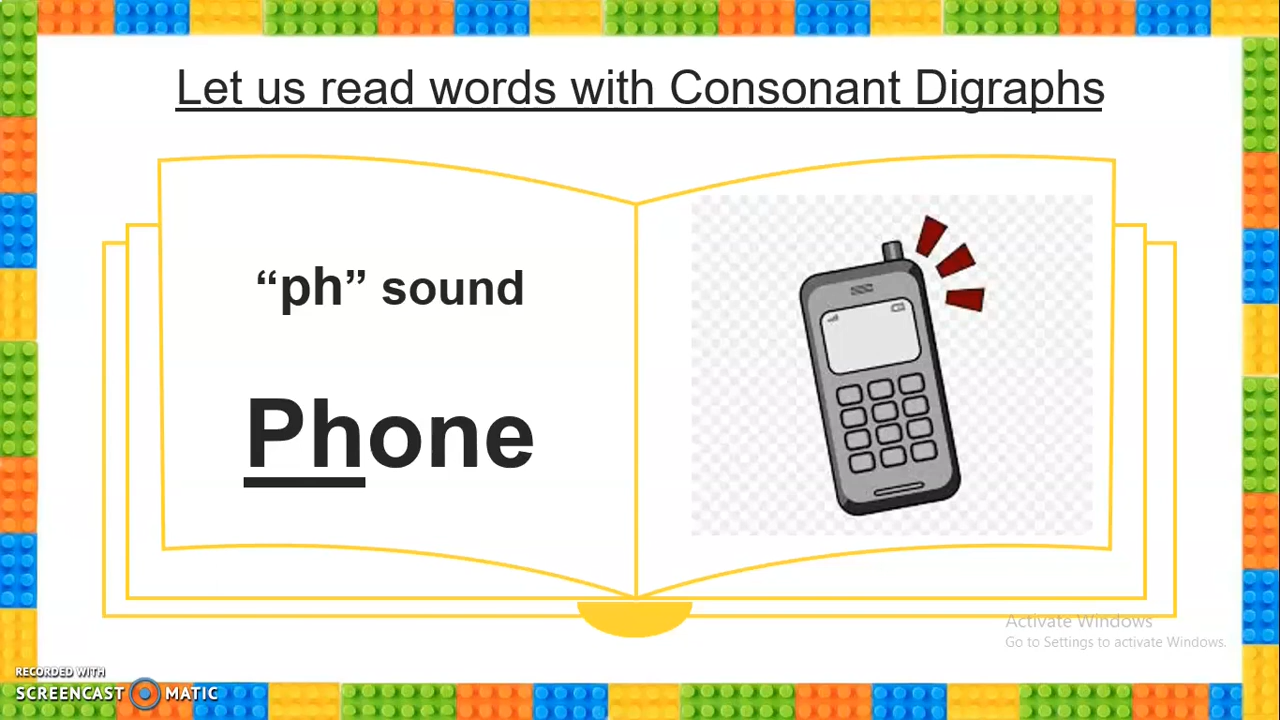 Let us read words with Consonant Digraphs
“ph” sound
Phone
Activate Windows
Go to Settings to activate Windows.
RECORDED WITH
SCREENCAST MATIC